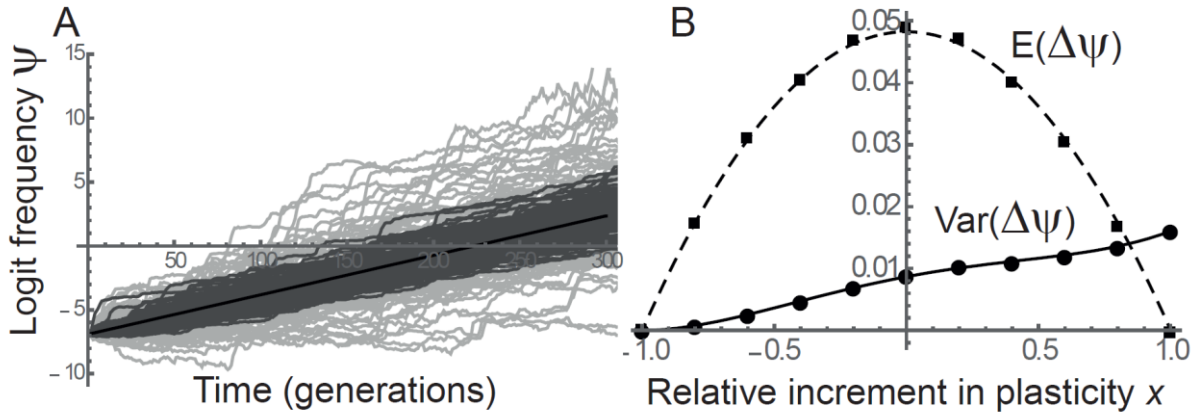 A
Logit frequency ψ
15
10
5
-5
-10
50
100
150
200
250
300
Time (generations)
B
0.05
0.04
0.03
0.02
0.01
E(Δψ)
Var(Δψ)
-1.0
-0.5
0.5
1.0
Relative increment in plasticity x